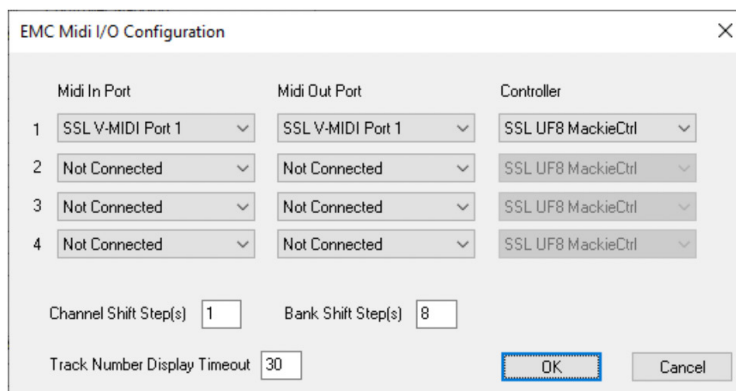 EMC Midi I/O Configuration
Midi In Port Midi Out Port Controller
1 SSL V-MIDI Port 1 SSL V-MIDI Port 1 SSL UF8 MackieCtrl
2 Not Connected Not Connected SSL UF8 MackieCtrl
3 Not Connected Not Connected SSL UF8 MackieCtrl
4 Not Connected Not Connected SSL UF8 MackieCtrl
Channel Shift Step(s) 1 Bank Shift Step(s) 8
Track Number Display Timeout 30 OK Cancel